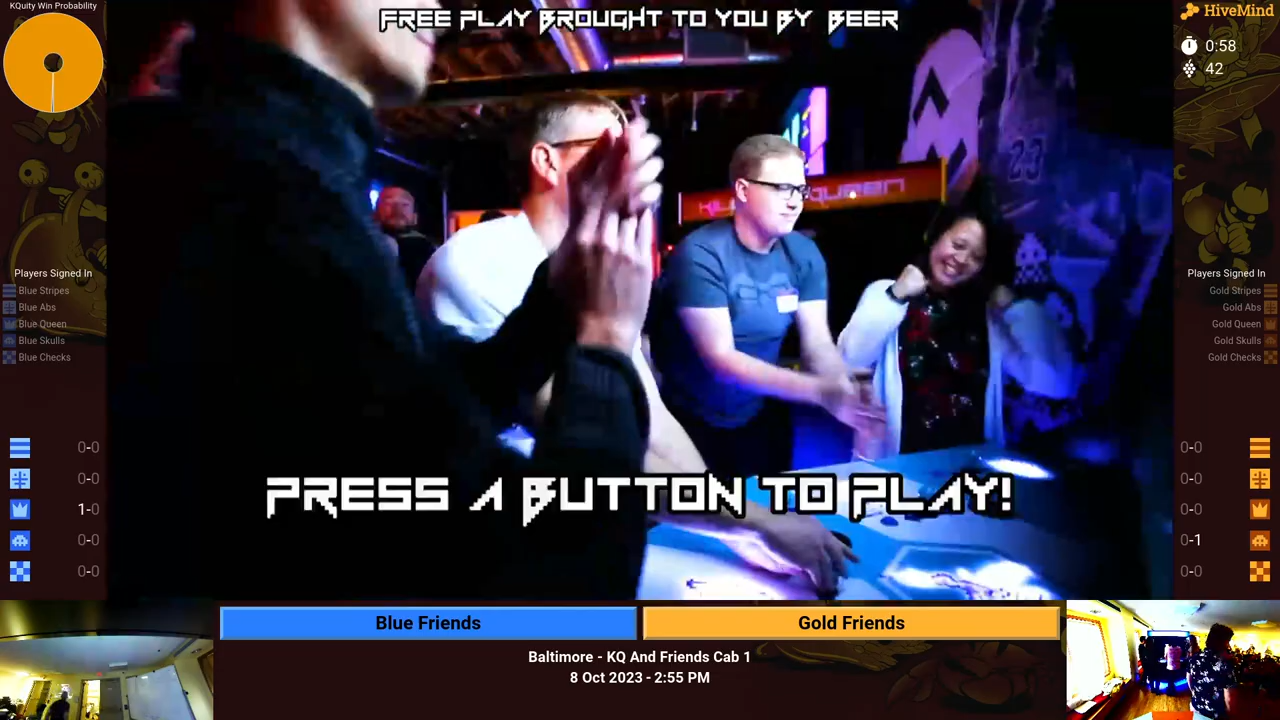 KQuity Win Probability
FREE PLAY BROUGHT TO YOU BY BEER
HiveMind
0:58
42
23
QUEEN
Players Signed In
Blue Stripes
Blue Abs
Blue Queen
Blue Skulls
Blue Checks
Players Signed In
Gold Stripes
Gold Abs
Gold Queen
Gold Skulls
Gold Checks
0-0
0-0
1-0
0-0
0-0
0-0
0-0
0-0
0-1
0-0
PRESS A BUTTON TO PLAY!
Blue Friends
Gold Friends
Baltimore - KQ And Friends Cab 1
8 Oct 2023 - 2:55 PM